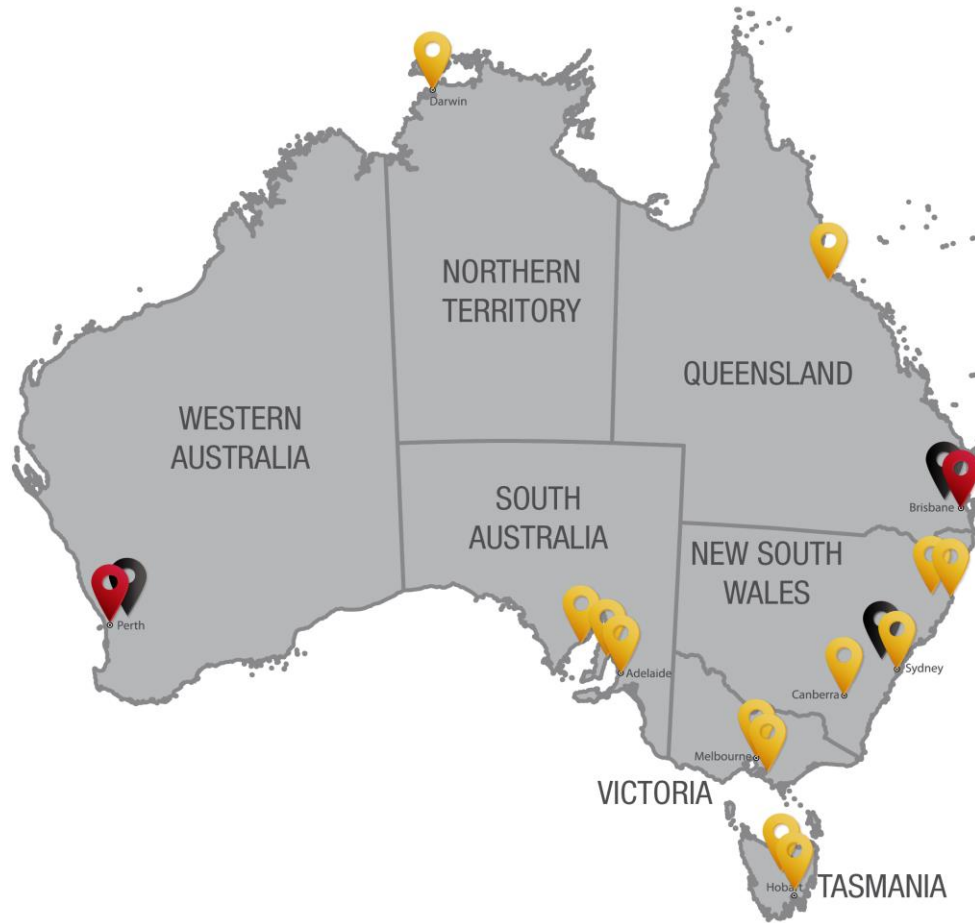 Darwin
NORTHERN
TERRITORY
QUEENSLAND
WESTERN
AUSTRALIA
SOUTH
AUSTRALIA
Brisbane
NEW SOUTH
WALES
Perth
Adelaide
Sydney
Canberra
Melbourne
VICTORIA
Hobart
TASMANIA